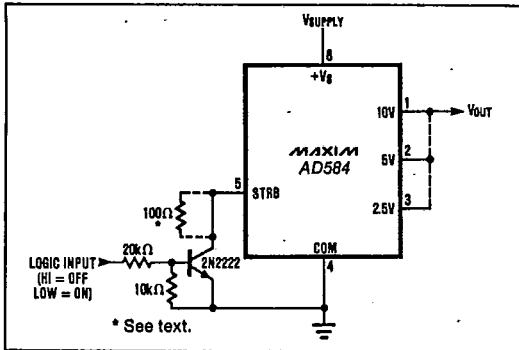 VSUPPLY
8
+VS
10V
1
VOUT
MAXIM
AD584
5V
2
5
STRB
2.5V
3
100Ω
*
COM
4
20kΩ
2N2222
LOGIC INPUT
(HI = OFF
LOW = ON)
10kΩ
* See text.